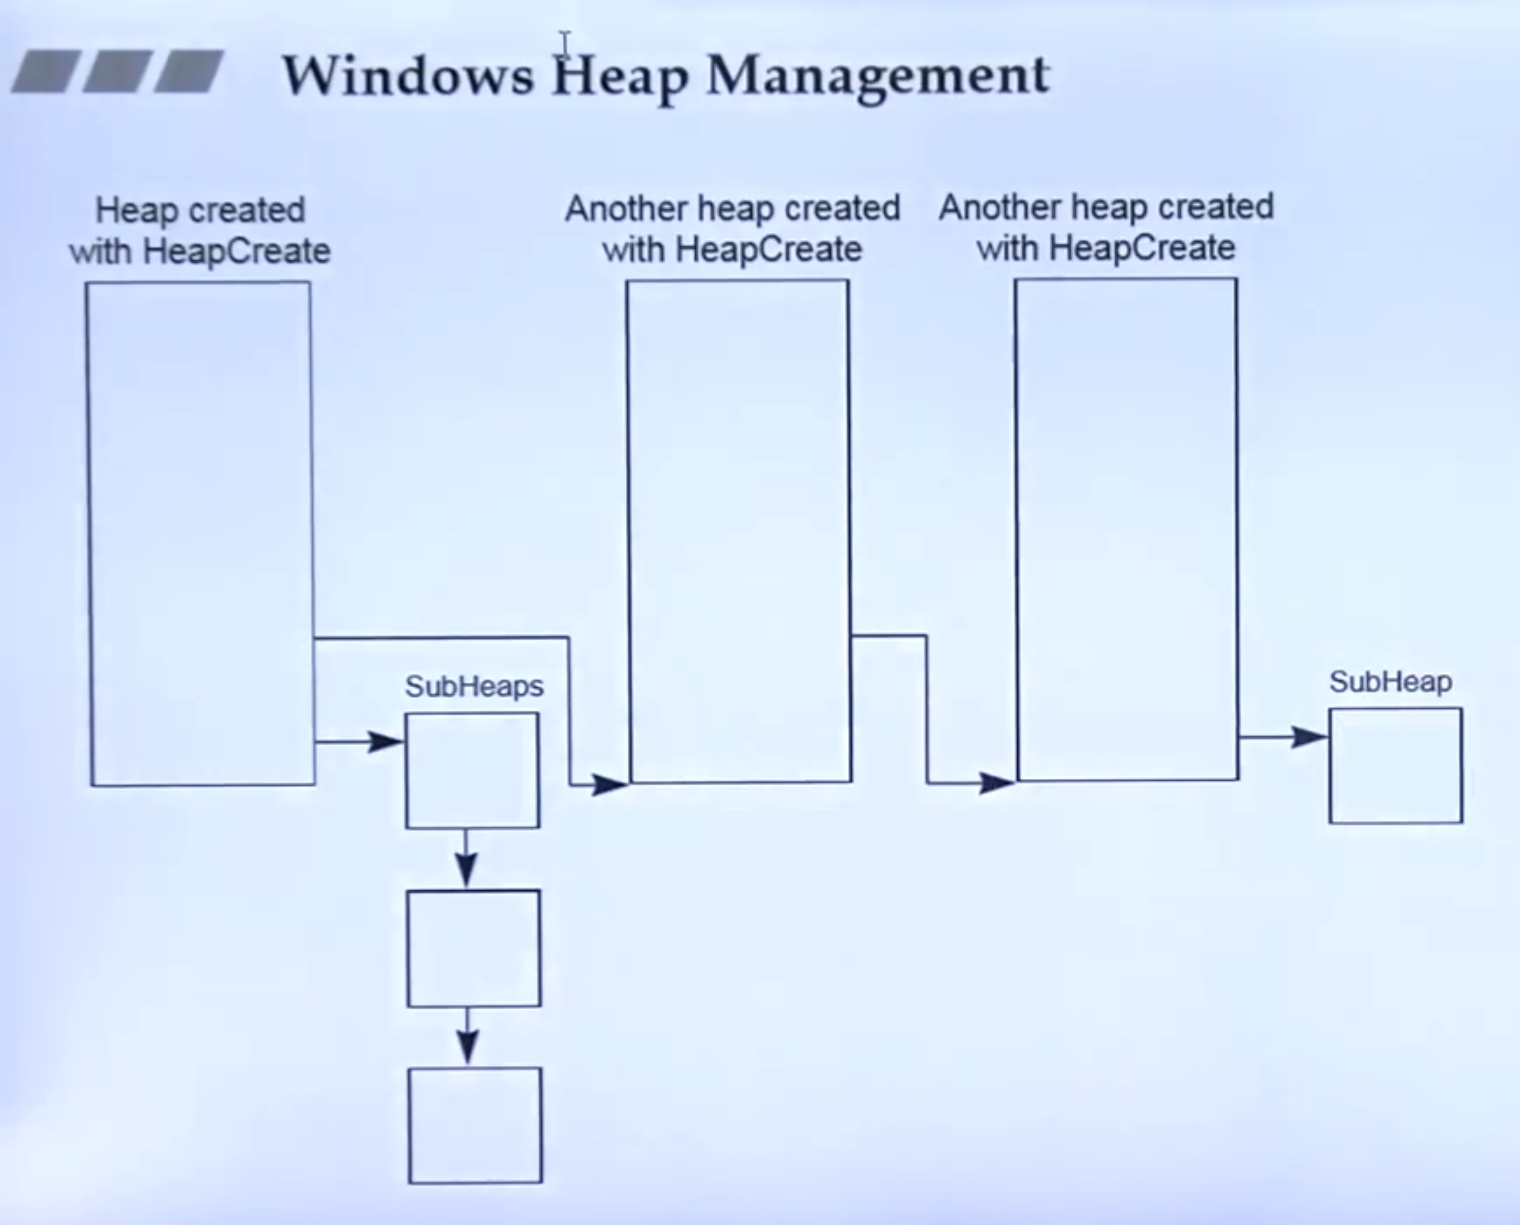 Windows Heap Management
Heap created
with HeapCreate
Another heap created
with HeapCreate
Another heap created
with HeapCreate
SubHeaps
SubHeap